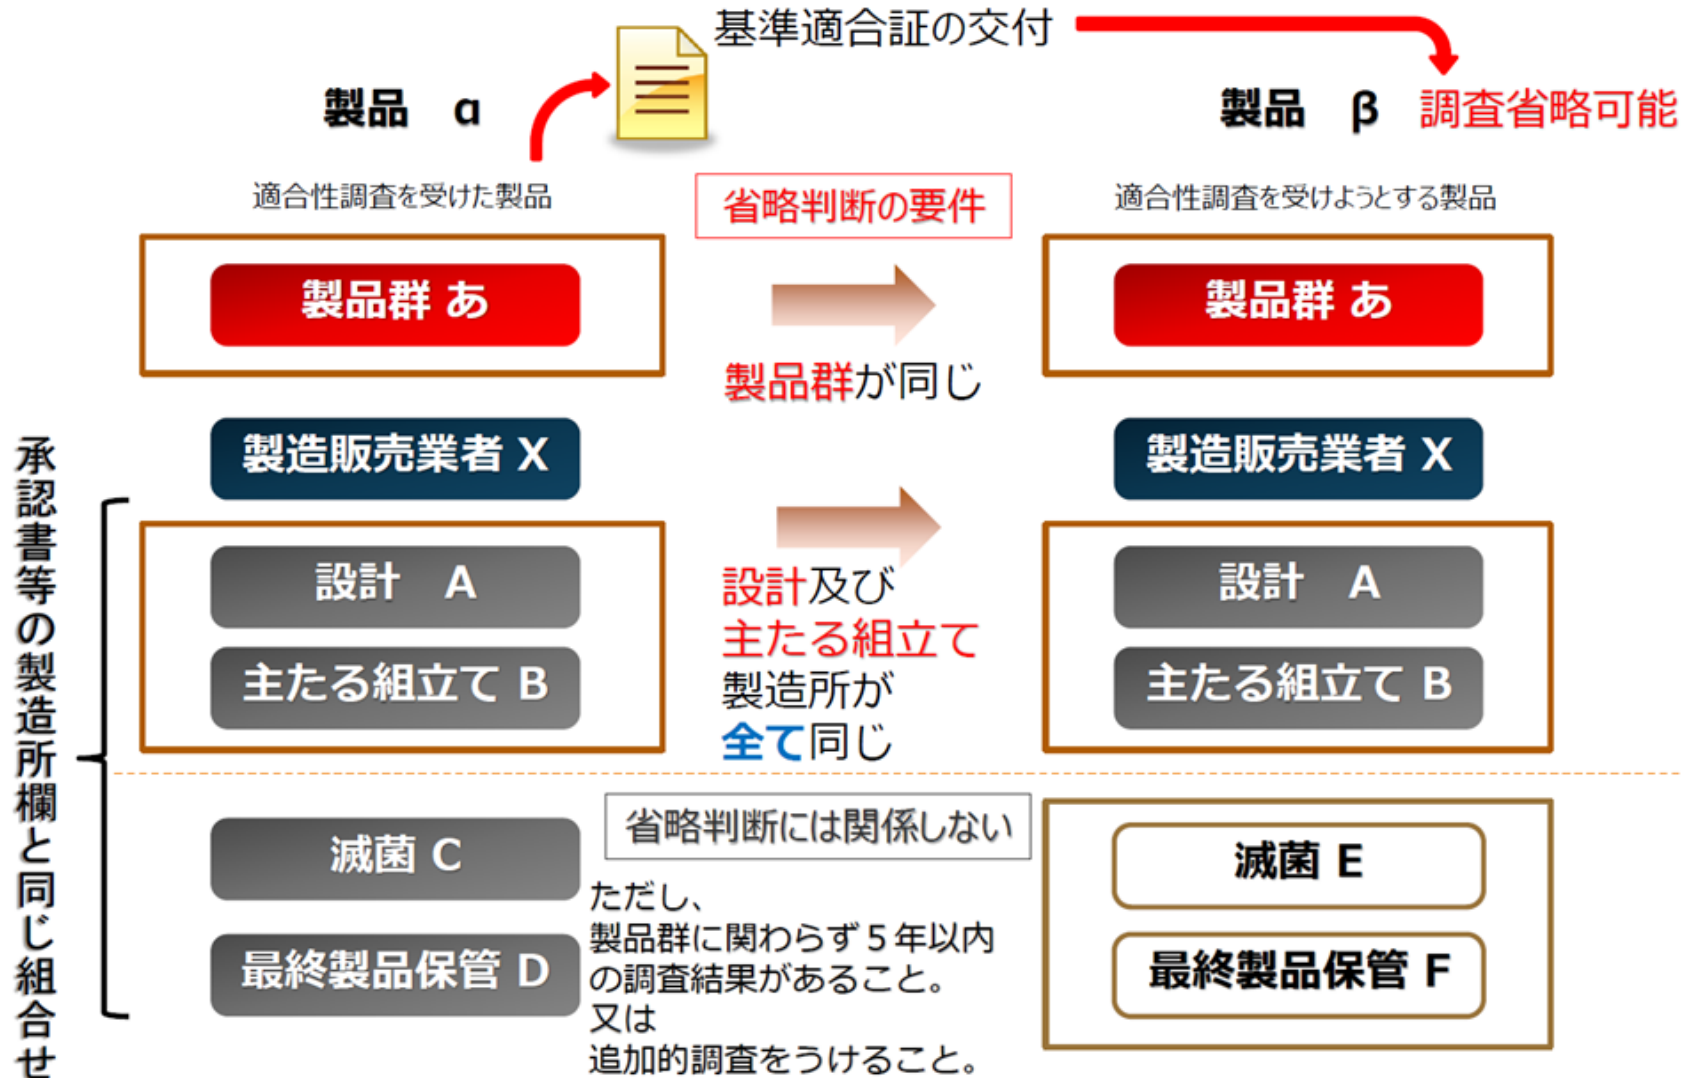 基準適合証の交付
製品　α
製品　β　調査省略可能
適合性調査を受けた製品
省略判断の要件
適合性調査を受けようとする製品
製品群 あ
製品群 あ
製品群が同じ
製造販売業者 X
製造販売業者 X
承認書等の製造所欄と同じ組合せ
設計　A
主たる組立て B
設計及び
主たる組立て
製造所が
全て同じ
設計　A
主たる組立て B
滅菌 C
最終製品保管 D
省略判断には関係しない
ただし、
製品群に関わらず５年以内
の調査結果があること。
又は
追加的調査をうけること。
滅菌 E
最終製品保管 F